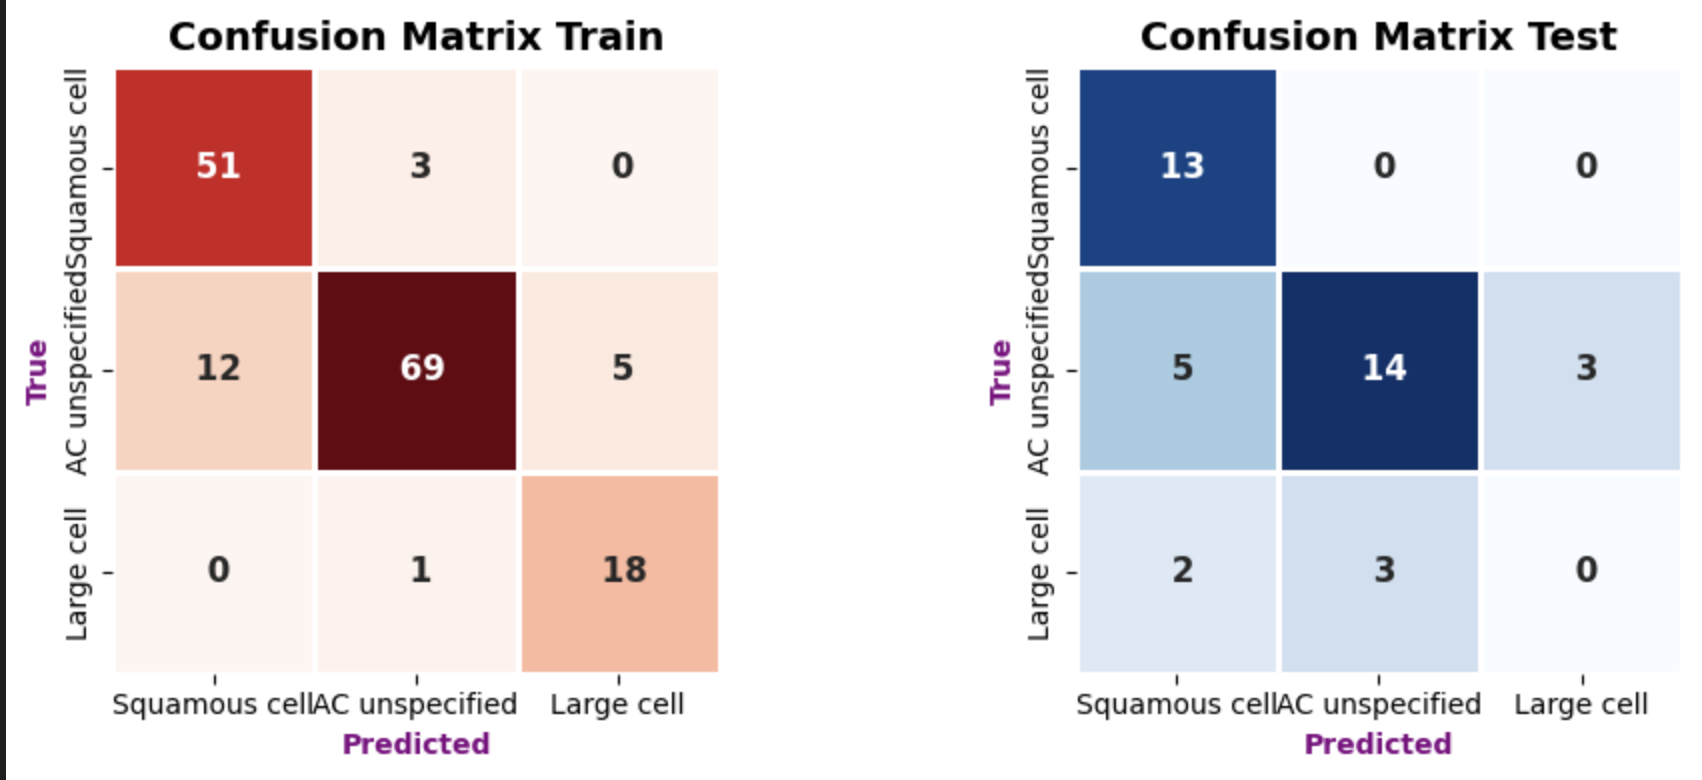 Confusion Matrix Train
Confusion Matrix Test
True
Squamous cell
51 3 0
AC unspecified
12 69 5
Large cell
0 1 18
Squamous cell AC unspecified Large cell
Predicted
True
Squamous cell
13 0 0
AC unspecified
5 14 3
Large cell
2 3 0
Squamous cell AC unspecified Large cell
Predicted